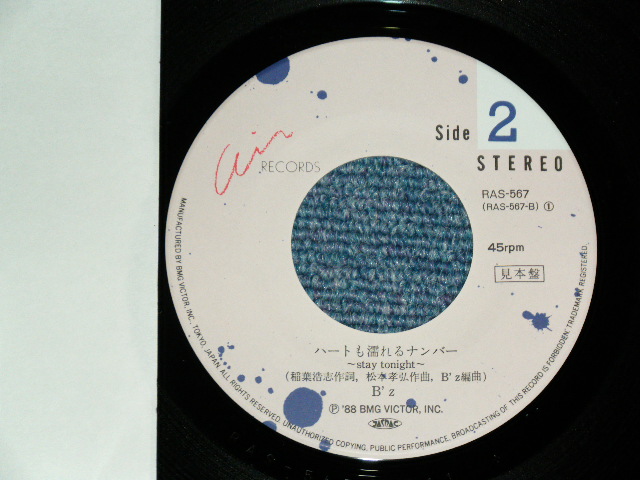 Side 2
STEREO
air
RECORDS
RAS-567
(RAS-567-B) ①
45rpm
見本盤
ハートも濡れるナンバー
〜stay tonight〜
(稲葉浩志作詞, 松本孝弘作曲, B'z編曲)
B'z
Ⓟ '88 BMG VICTOR, INC.
JASRAC
MANUFACTURED BY BMG VICTOR, INC. TOKYO, JAPAN. ALL RIGHTS RESERVED. UNAUTHORIZED COPYING, PUBLIC PERFORMANCE, BROADCASTING OF THIS RECORD IS FORBIDDEN. TRADEMARK REGISTERED.